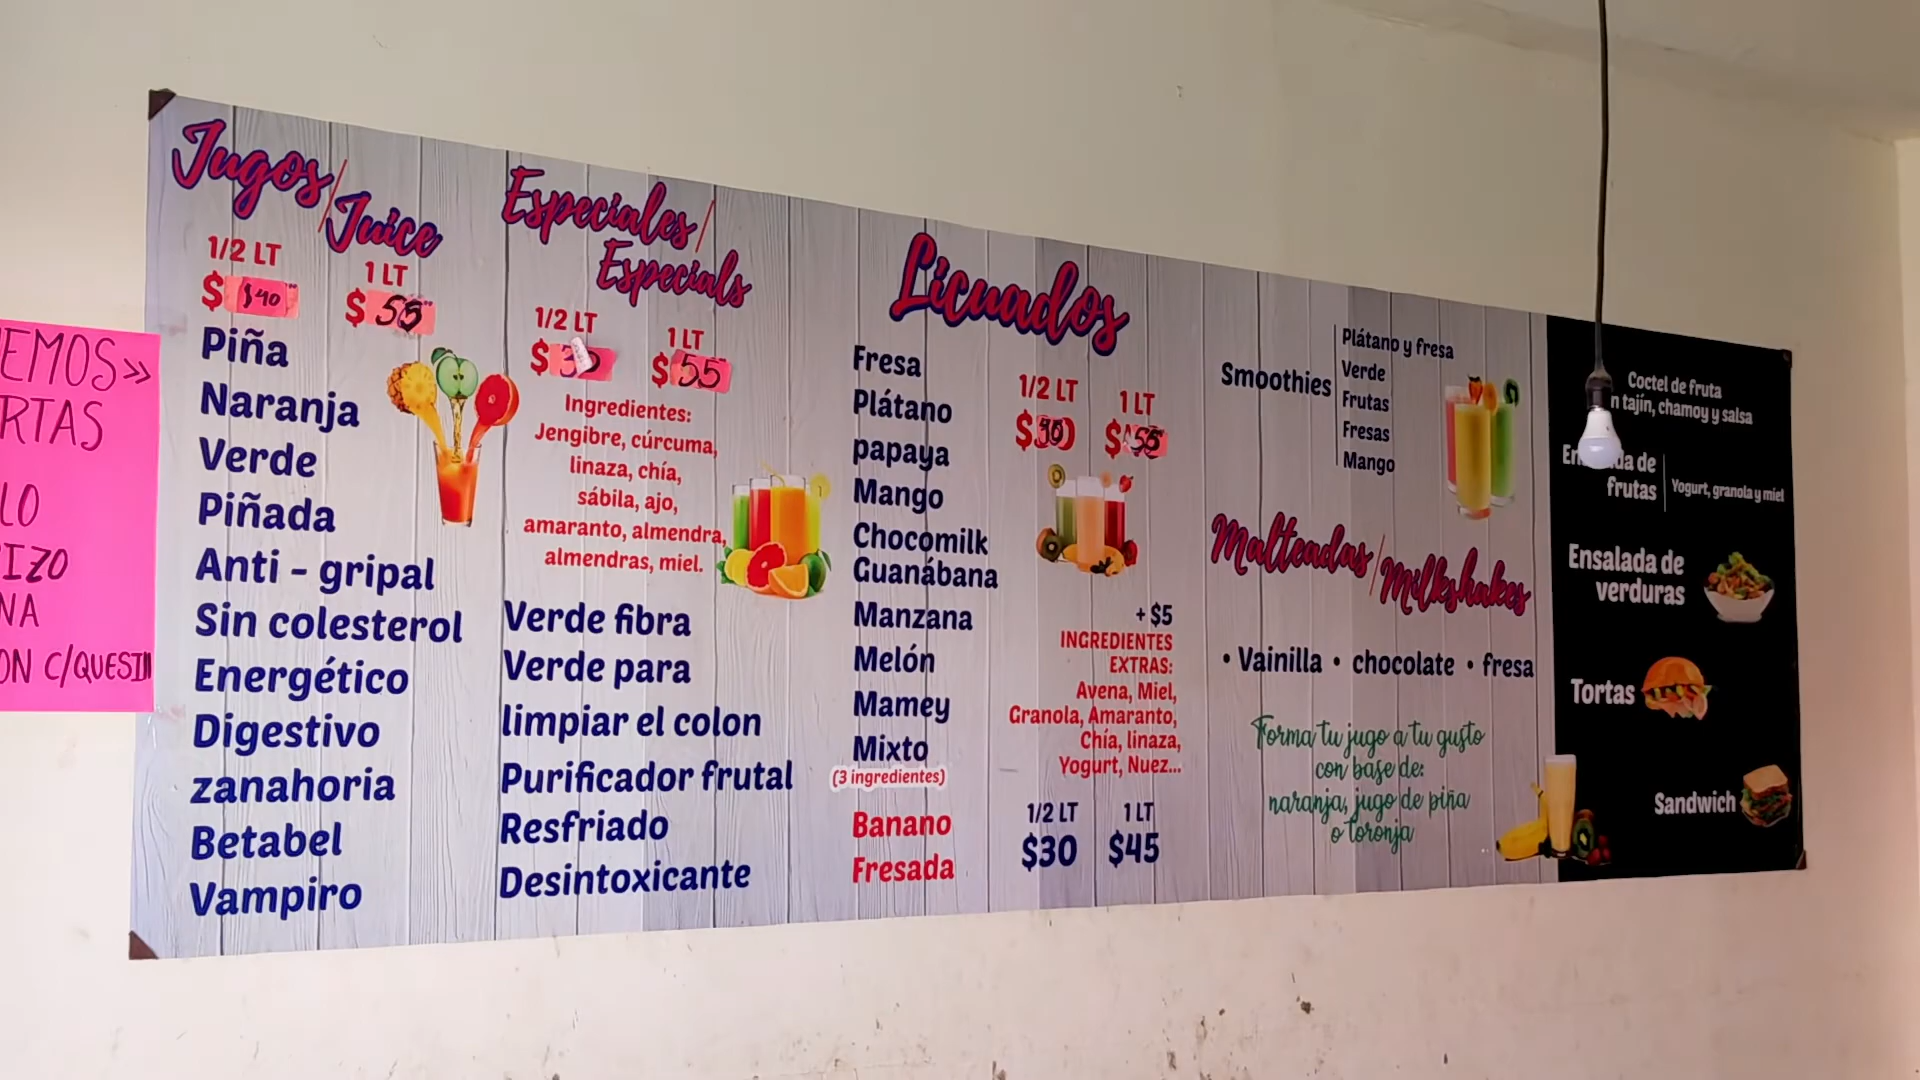 EMOS»
RTAS
LO
IZO
NA
ON C/QUESI
Jugos/
Juice
1/2 LT
1 LT
$ $40
$ 55
Piña
Naranja
Verde
Piñada
Anti - gripal
Sin colesterol
Energético
Digestivo
zanahoria
Betabel
Vampiro
Especiales/
Especials
1/2 LT
1 LT
$
$ 55
Ingredientes:
Jengibre, cúrcuma,
linaza, chía,
sábila, ajo,
amaranto, almendra,
almendras, miel.
Verde fibra
Verde para
limpiar el colon
Purificador frutal
Resfriado
Desintoxicante
Licuados
Fresa
Plátano
papaya
Mango
Chocomilk
Guanábana
Manzana
Melón
Mamey
Mixto
(3 ingredientes)
1/2 LT
1 LT
$40
$55
+ $5
INGREDIENTES
EXTRAS:
Avena, Miel,
Granola, Amaranto,
Chía, linaza,
Yogurt, Nuez...
Banano
Fresada
1/2 LT
1 LT
$30
$45
Smoothies
Plátano y fresa
Verde
Frutas
Fresas
Mango
Malteadas/
Milkshakes
• Vainilla • chocolate • fresa
Forma tu jugo a tu gusto
con base de:
naranja, jugo de piña
o toronja
Coctel de fruta
n tajín, chamoy y salsa
da de
frutas
Yogurt, granola y miel
Ensalada de
verduras
Tortas
Sandwich